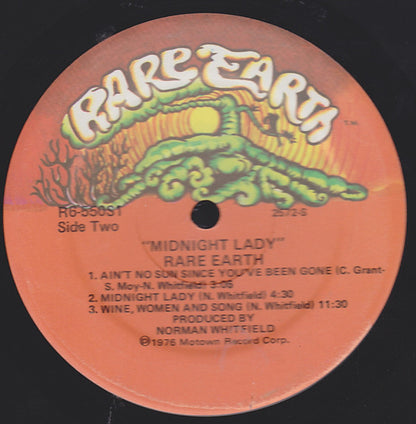 RARE EARTH
T.M.
R6-550S1 2572-S
Side Two
"MIDNIGHT LADY"
RARE EARTH
1. AIN'T NO SUN SINCE YOU'VE BEEN GONE (C. Grant-
S. Moy-N. Whitfield) 3:05
2. MIDNIGHT LADY (N. Whitfield) 4:30
3. WINE, WOMEN AND SONG (N. Whitfield) 11:30
PRODUCED BY
NORMAN WHITFIELD
℗1976 Motown Record Corp.